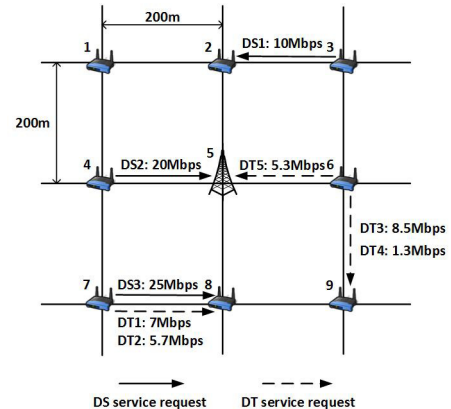 200m
1
2
DS1: 10Mbps
3
200m
4
DS2: 20Mbps
5
DT5: 5.3Mbps
6
DT3: 8.5Mbps
DT4: 1.3Mbps
7
DS3: 25Mbps
8
9
DT1: 7Mbps
DT2: 5.7Mbps
DS service request
DT service request